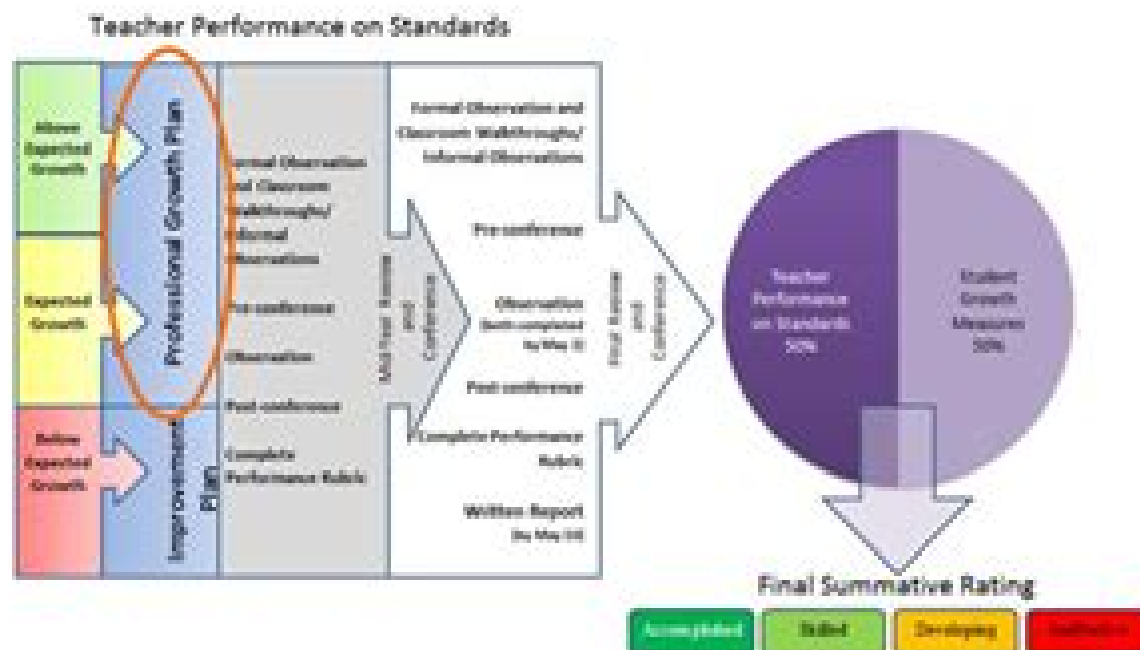 Teacher Performance on Standards
Above
Expected
Growth
Expected
Growth
Below
Expected
Growth
Professional Growth Plan
Improvement
Plan
Formal Observation
and Classroom
Walkthroughs/
Informal
Observations
Pre-conference
Observation
Post-conference
Complete
Performance Rubric
Mid-Year Review
and
Conference
Formal Observation and
Classroom Walkthroughs/
Informal Observations
Pre-conference
Observation
by May
Post-conference
Complete Performance
Rubric
Written Report
Final Review
and
Conference
Teacher
Performance
on Standards
50%
Student
Growth
Measures
50%
Final Summative Rating
Accomplished
Skilled
Developing